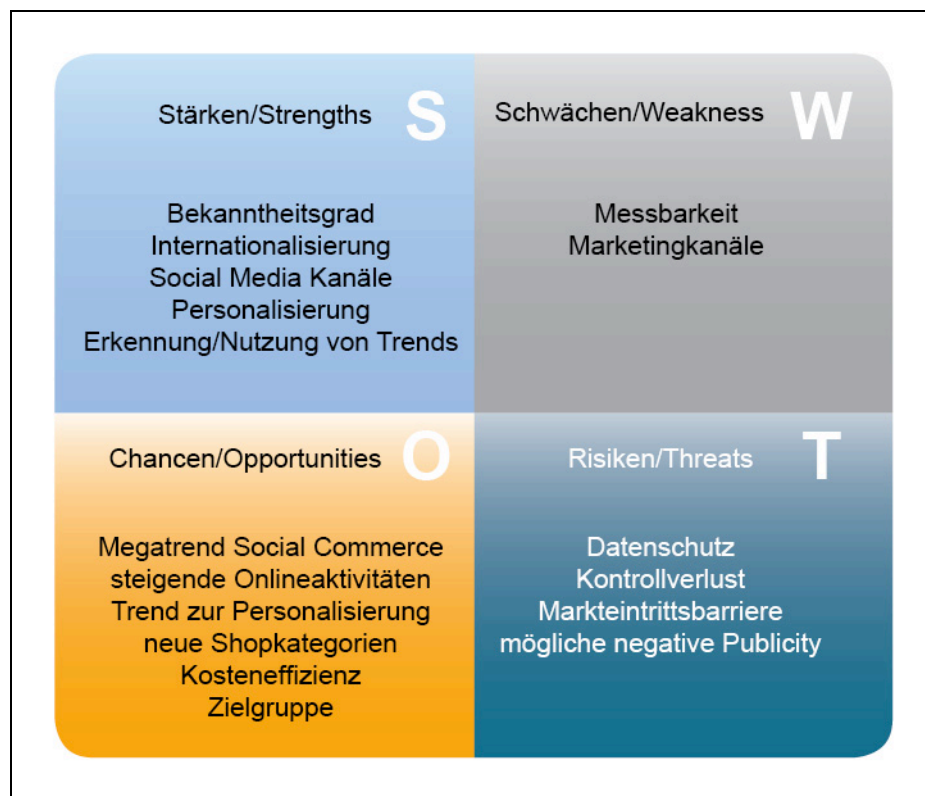 Stärken/Strengths S
Bekanntheitsgrad
Internationalisierung
Social Media Kanäle
Personalisierung
Erkennung/Nutzung von Trends
Schwächen/Weakness W
Messbarkeit
Marketingkanäle
Chancen/Opportunities O
Megatrend Social Commerce
steigende Onlineaktivitäten
Trend zur Personalisierung
neue Shopkategorien
Kosteneffizienz
Zielgruppe
Risiken/Threats T
Datenschutz
Kontrollverlust
Markteintrittsbarriere
mögliche negative Publicity